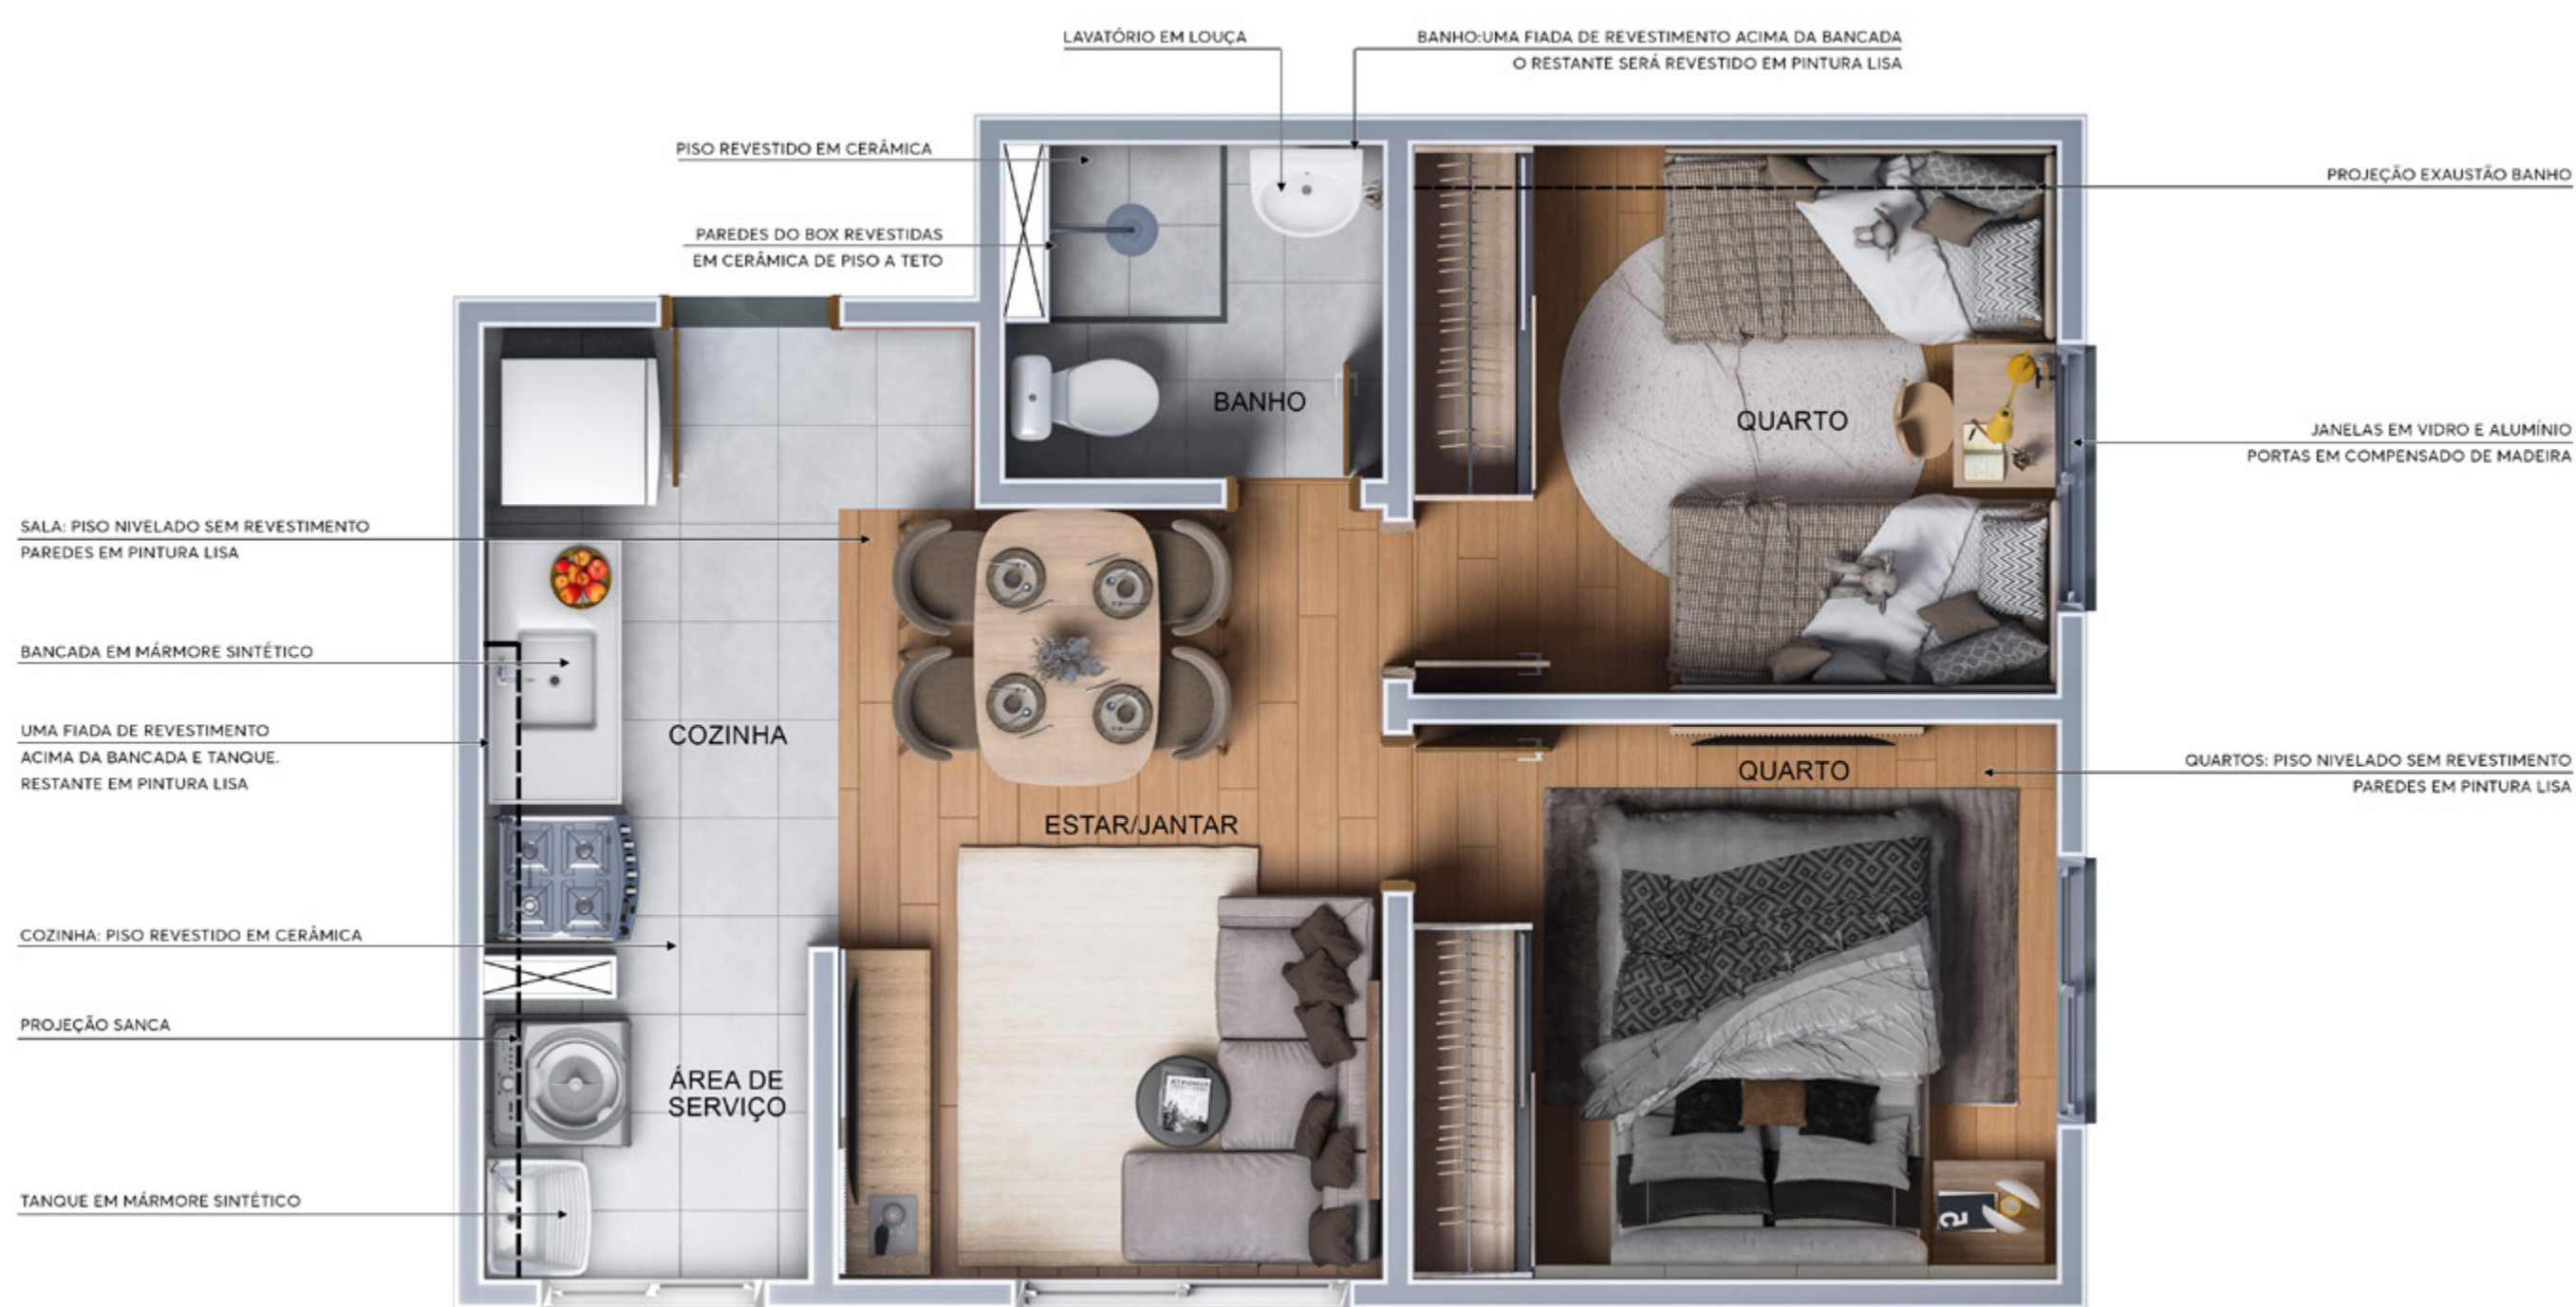 LAVATÓRIO EM LOUÇA
BANHO:UMA FIADA DE REVESTIMENTO ACIMA DA BANCADA
O RESTANTE SERÁ REVESTIDO EM PINTURA LISA
PISO REVESTIDO EM CERÂMICA
PROJEÇÃO EXAUSTÃO BANHO
PAREDES DO BOX REVESTIDAS
EM CERÂMICA DE PISO A TETO
BANHO
QUARTO
JANELAS EM VIDRO E ALUMÍNIO
PORTAS EM COMPENSADO DE MADEIRA
SALA: PISO NIVELADO SEM REVESTIMENTO
PAREDES EM PINTURA LISA
BANCADA EM MÁRMORE SINTÉTICO
UMA FIADA DE REVESTIMENTO
ACIMA DA BANCADA E TANQUE.
RESTANTE EM PINTURA LISA
COZINHA
QUARTO
QUARTOS: PISO NIVELADO SEM REVESTIMENTO
PAREDES EM PINTURA LISA
ESTAR/JANTAR
COZINHA: PISO REVESTIDO EM CERÂMICA
PROJEÇÃO SANCA
ÁREA DE
SERVIÇO
TANQUE EM MÁRMORE SINTÉTICO